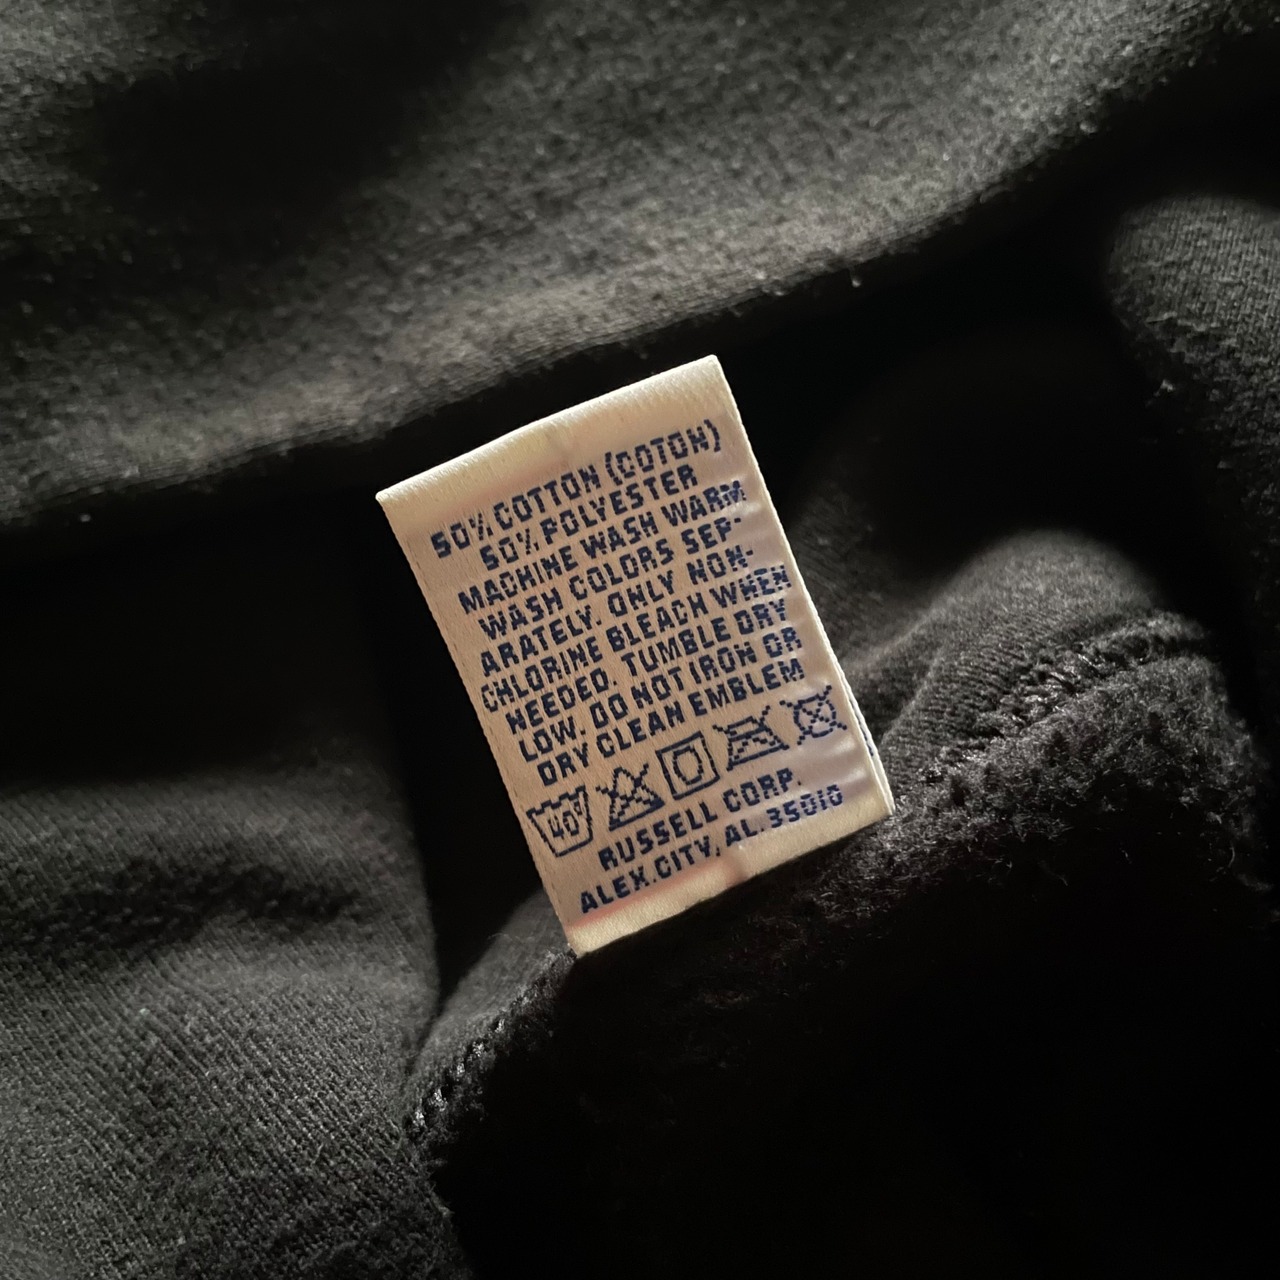 50% COTTON (COTON)
50% POLYESTER
MACHINE WASH WARM
WASH COLORS SEP-
ARATELY. ONLY NON-
CHLORINE BLEACH WHEN
NEEDED. TUMBLE DRY
LOW. DO NOT IRON OR
DRY CLEAN EMBLEM
40°
RUSSELL CORP.
ALEX.CITY, AL. 35010